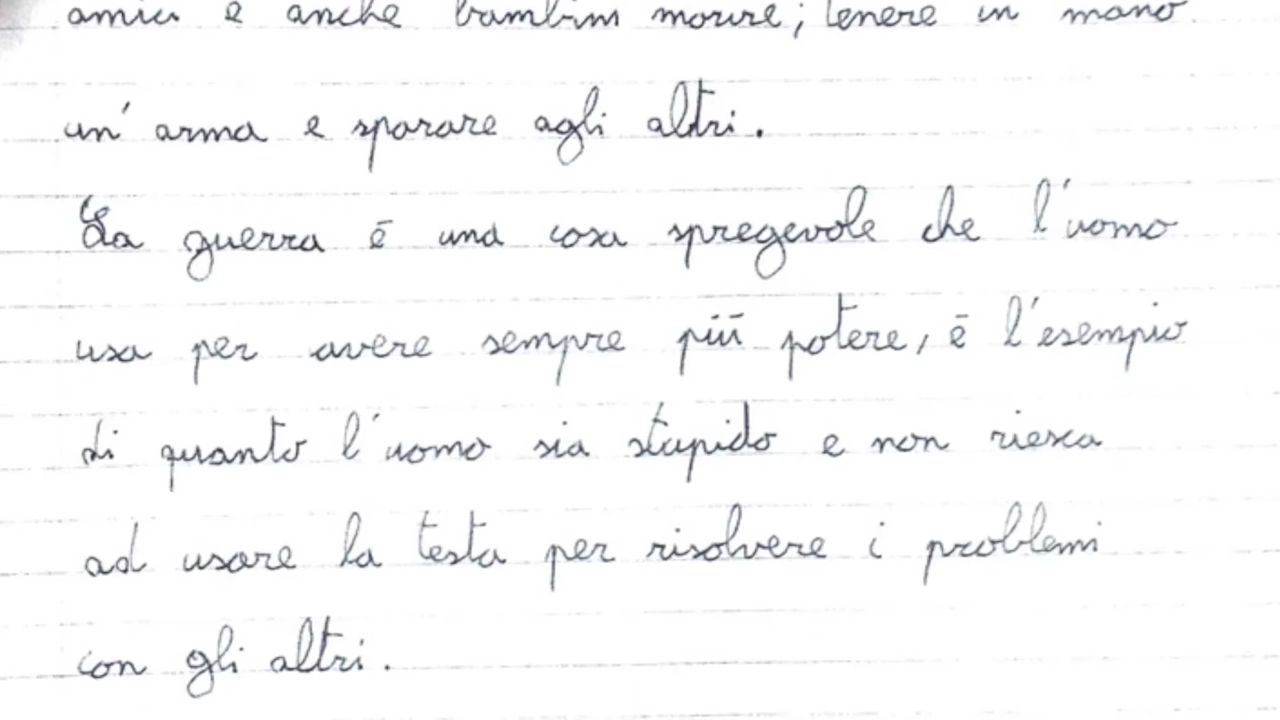 amici e anche bambini morire; tenere in mano
un' arma e sparare agli altri.
La guerra è una cosa spregevole che l'uomo
usa per avere sempre più potere, è l'esempio
di quanto l'uomo sia stupido e non riesca
ad usare la testa per risolvere i problemi
con gli altri.